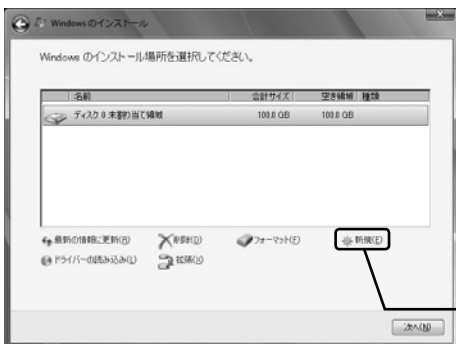 Windows のインストール
Windows のインストール場所を選択してください。
名前 合計サイズ 空き領域 種類
ディスク 0 未割り当て領域 100.0 GB 100.0 GB
最新の情報に更新(R) 削除(D) フォーマット(F) 新規(E)
ドライバーの読み込み(L) 拡張(X)
次へ(N)